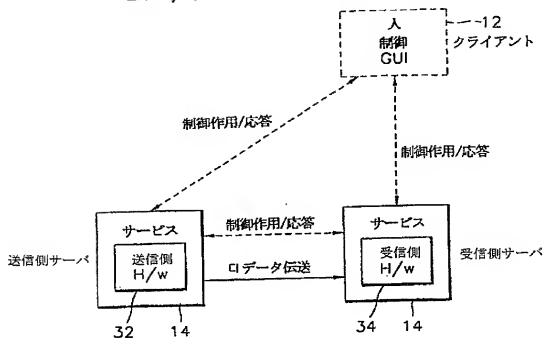 人
制御
GUI
12
クライアント
制御作用/応答
制御作用/応答
サービス
送信側
H/w
送信側サーバ
制御作用/応答
CIデータ伝送
サービス
受信側
H/w
受信側サーバ
32
14
34
14